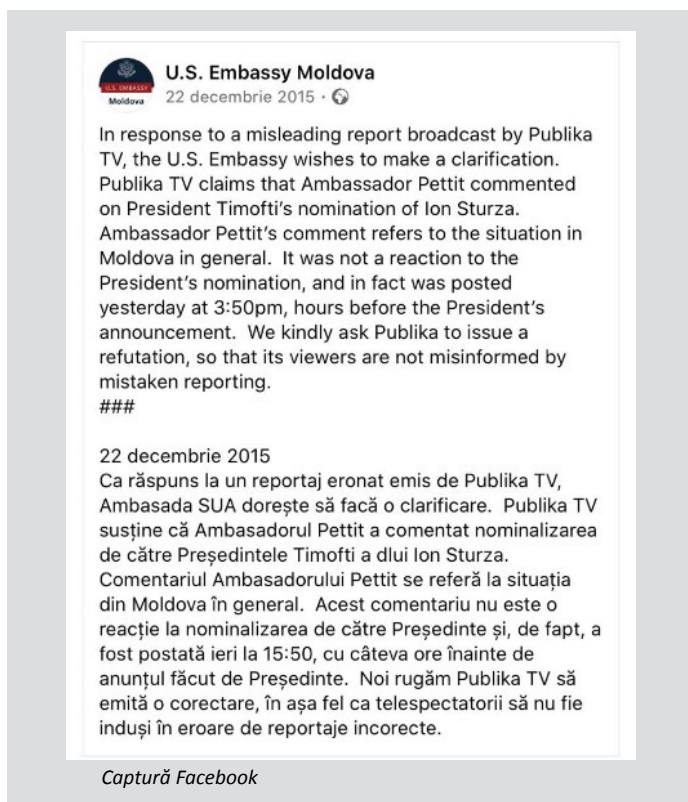 U.S. EMBASSY
Moldova
U.S. Embassy Moldova
22 decembrie 2015 ·
In response to a misleading report broadcast by Publika
TV, the U.S. Embassy wishes to make a clarification.
Publika TV claims that Ambassador Pettit commented
on President Timofti's nomination of Ion Sturza.
Ambassador Pettit's comment refers to the situation in
Moldova in general.  It was not a reaction to the
President's nomination, and in fact was posted
yesterday at 3:50pm, hours before the President's
announcement.  We kindly ask Publika to issue a
refutation, so that its viewers are not misinformed by
mistaken reporting.
###
22 decembrie 2015
Ca răspuns la un reportaj eronat emis de Publika TV,
Ambasada SUA dorește să facă o clarificare.  Publika TV
susține că Ambasadorul Pettit a comentat nominalizarea
de către Președintele Timofti a dlui Ion Sturza.
Comentariul Ambasadorului Pettit se referă la situația
din Moldova în general.  Acest comentariu nu este o
reacție la nominalizarea de către Președinte și, de fapt, a
fost postată ieri la 15:50, cu câteva ore înainte de
anunțul făcut de Președinte.  Noi rugăm Publika TV să
emită o corectare, în așa fel ca telespectatorii să nu fie
induși în eroare de reportaje incorecte.
Captură Facebook